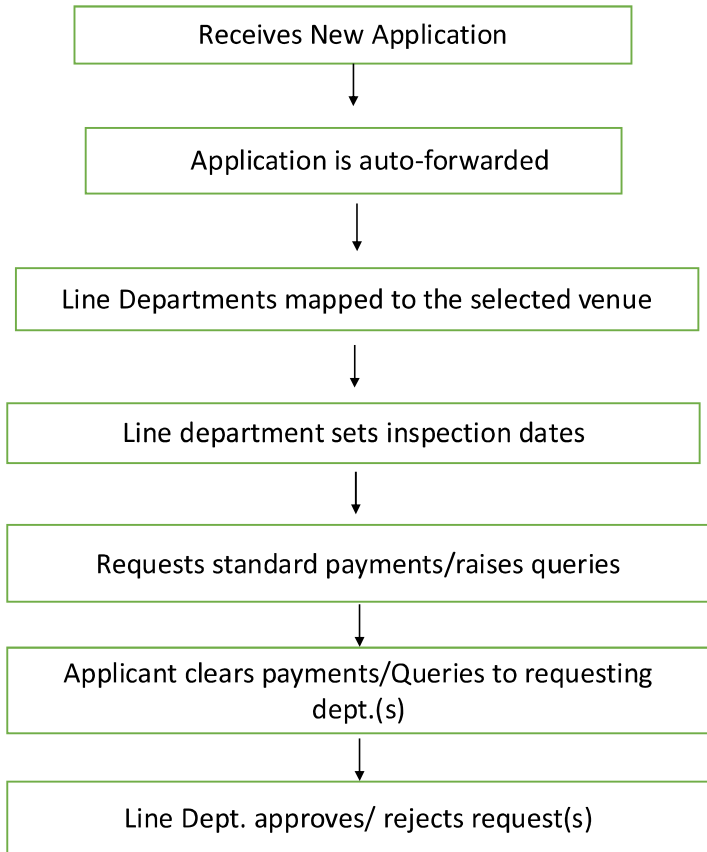 Receives New Application
Application is auto-forwarded
Line Departments mapped to the selected venue
Line department sets inspection dates
Requests standard payments/raises queries
Applicant clears payments/Queries to requesting
dept.(s)
Line Dept. approves/ rejects request(s)